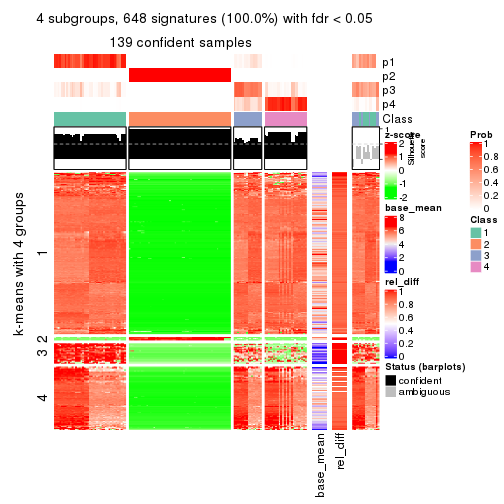 4 subgroups, 648 signatures (100.0%) with fdr < 0.05
139 confident samples
p1
p2
p3
p4
Class
1
Silhouette
score
k-means with 4 groups
1
2
3
4
base_mean
rel_diff
z-score
2
1
0
-1
-2
base_mean
8
6
4
2
0
rel_diff
1
0.8
0.6
0.4
0.2
0
Status (barplots)
confident
ambiguous
Prob
1
0.8
0.6
0.4
0.2
0
Class
1
2
3
4